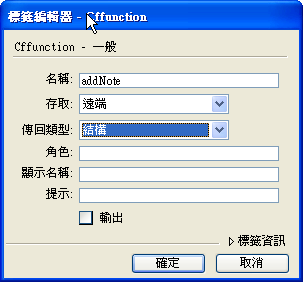 標籤編輯器 - Cffunction
Cffunction - 一般
名稱: addNote
存取: 遠端
傳回類型: 結構
角色:
顯示名稱:
提示:
輸出
標籤資訊
確定 取消